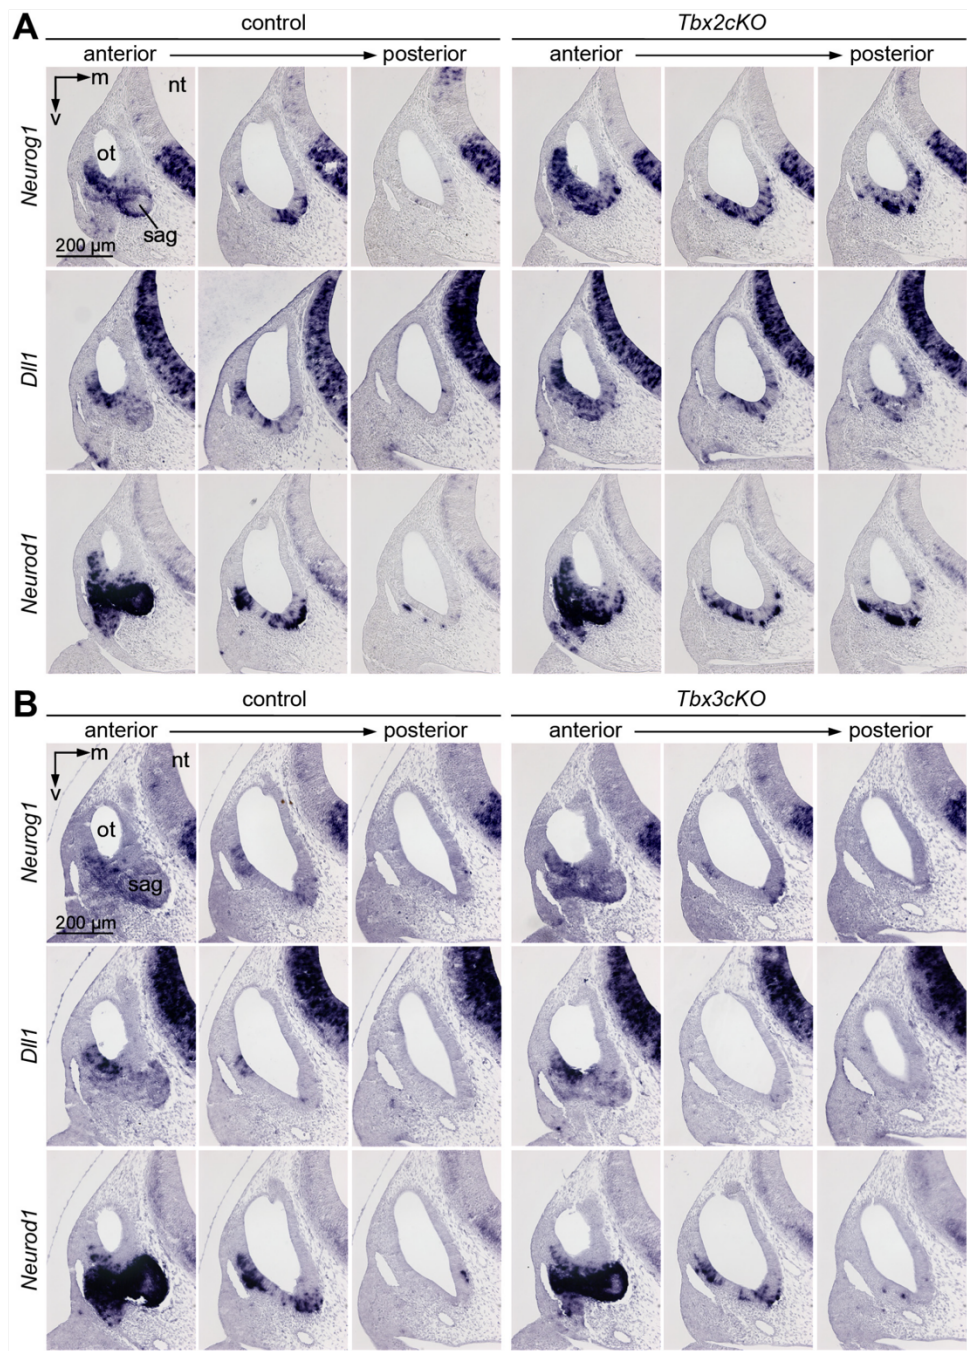 A
control
Tbx2cKO
anterior
posterior
anterior
posterior
m
nt
v
ot
Neurog1
sag
200 µm
Dll1
Neurod1
B
control
Tbx3cKO
anterior
posterior
anterior
posterior
m
nt
v
ot
Neurog1
sag
200 µm
Dll1
Neurod1